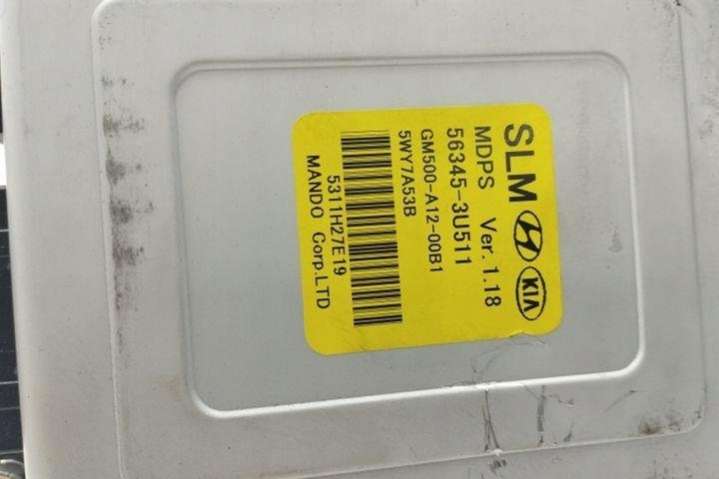 SLM KIA
MDPS Ver. 1.18
56345-3U511
GM500-A12-00B1
5WY7A53B
5311H27E19
MANDO Corp.LTD